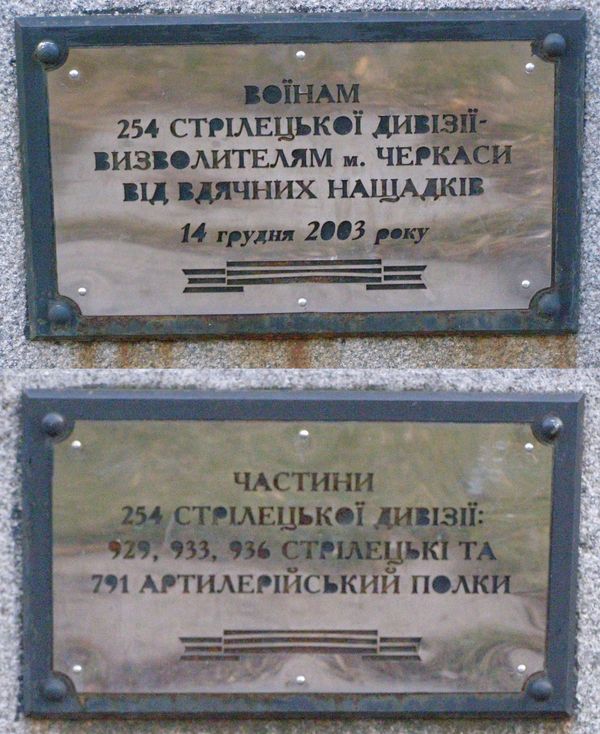 ВОЇНАМ
254 СТРІЛЕЦЬКОЇ ДИВІЗІЇ-
ВИЗВОЛИТЕЛЯМ м. ЧЕРКАСИ
ВІД ВДЯЧНИХ НАЩАДКІВ
14 грудня 2003 року
ЧАСТИНИ
254 СТРІЛЕЦЬКОЇ ДИВІЗІЇ:
929, 933, 936 СТРІЛЕЦЬКІ ТА
791 АРТИЛЕРІЙСЬКИЙ ПОЛКИ